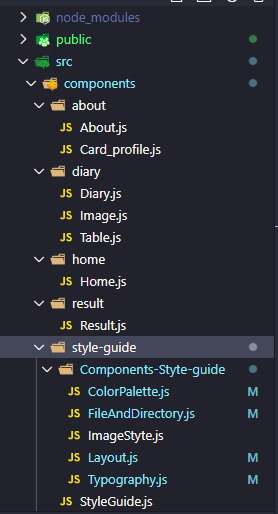 node_modules
public
src
components
about
JS About.js
JS Card_profile.js
diary
JS Diary.js
JS Image.js
JS Table.js
home
JS Home.js
result
JS Result.js
style-guide
Components-Styte-guide
JS ColorPalette.js M
JS FileAndDirectory.js M
JS ImageStyte.js
JS Layout.js M
JS Typography.js M
JS StyleGuide.js